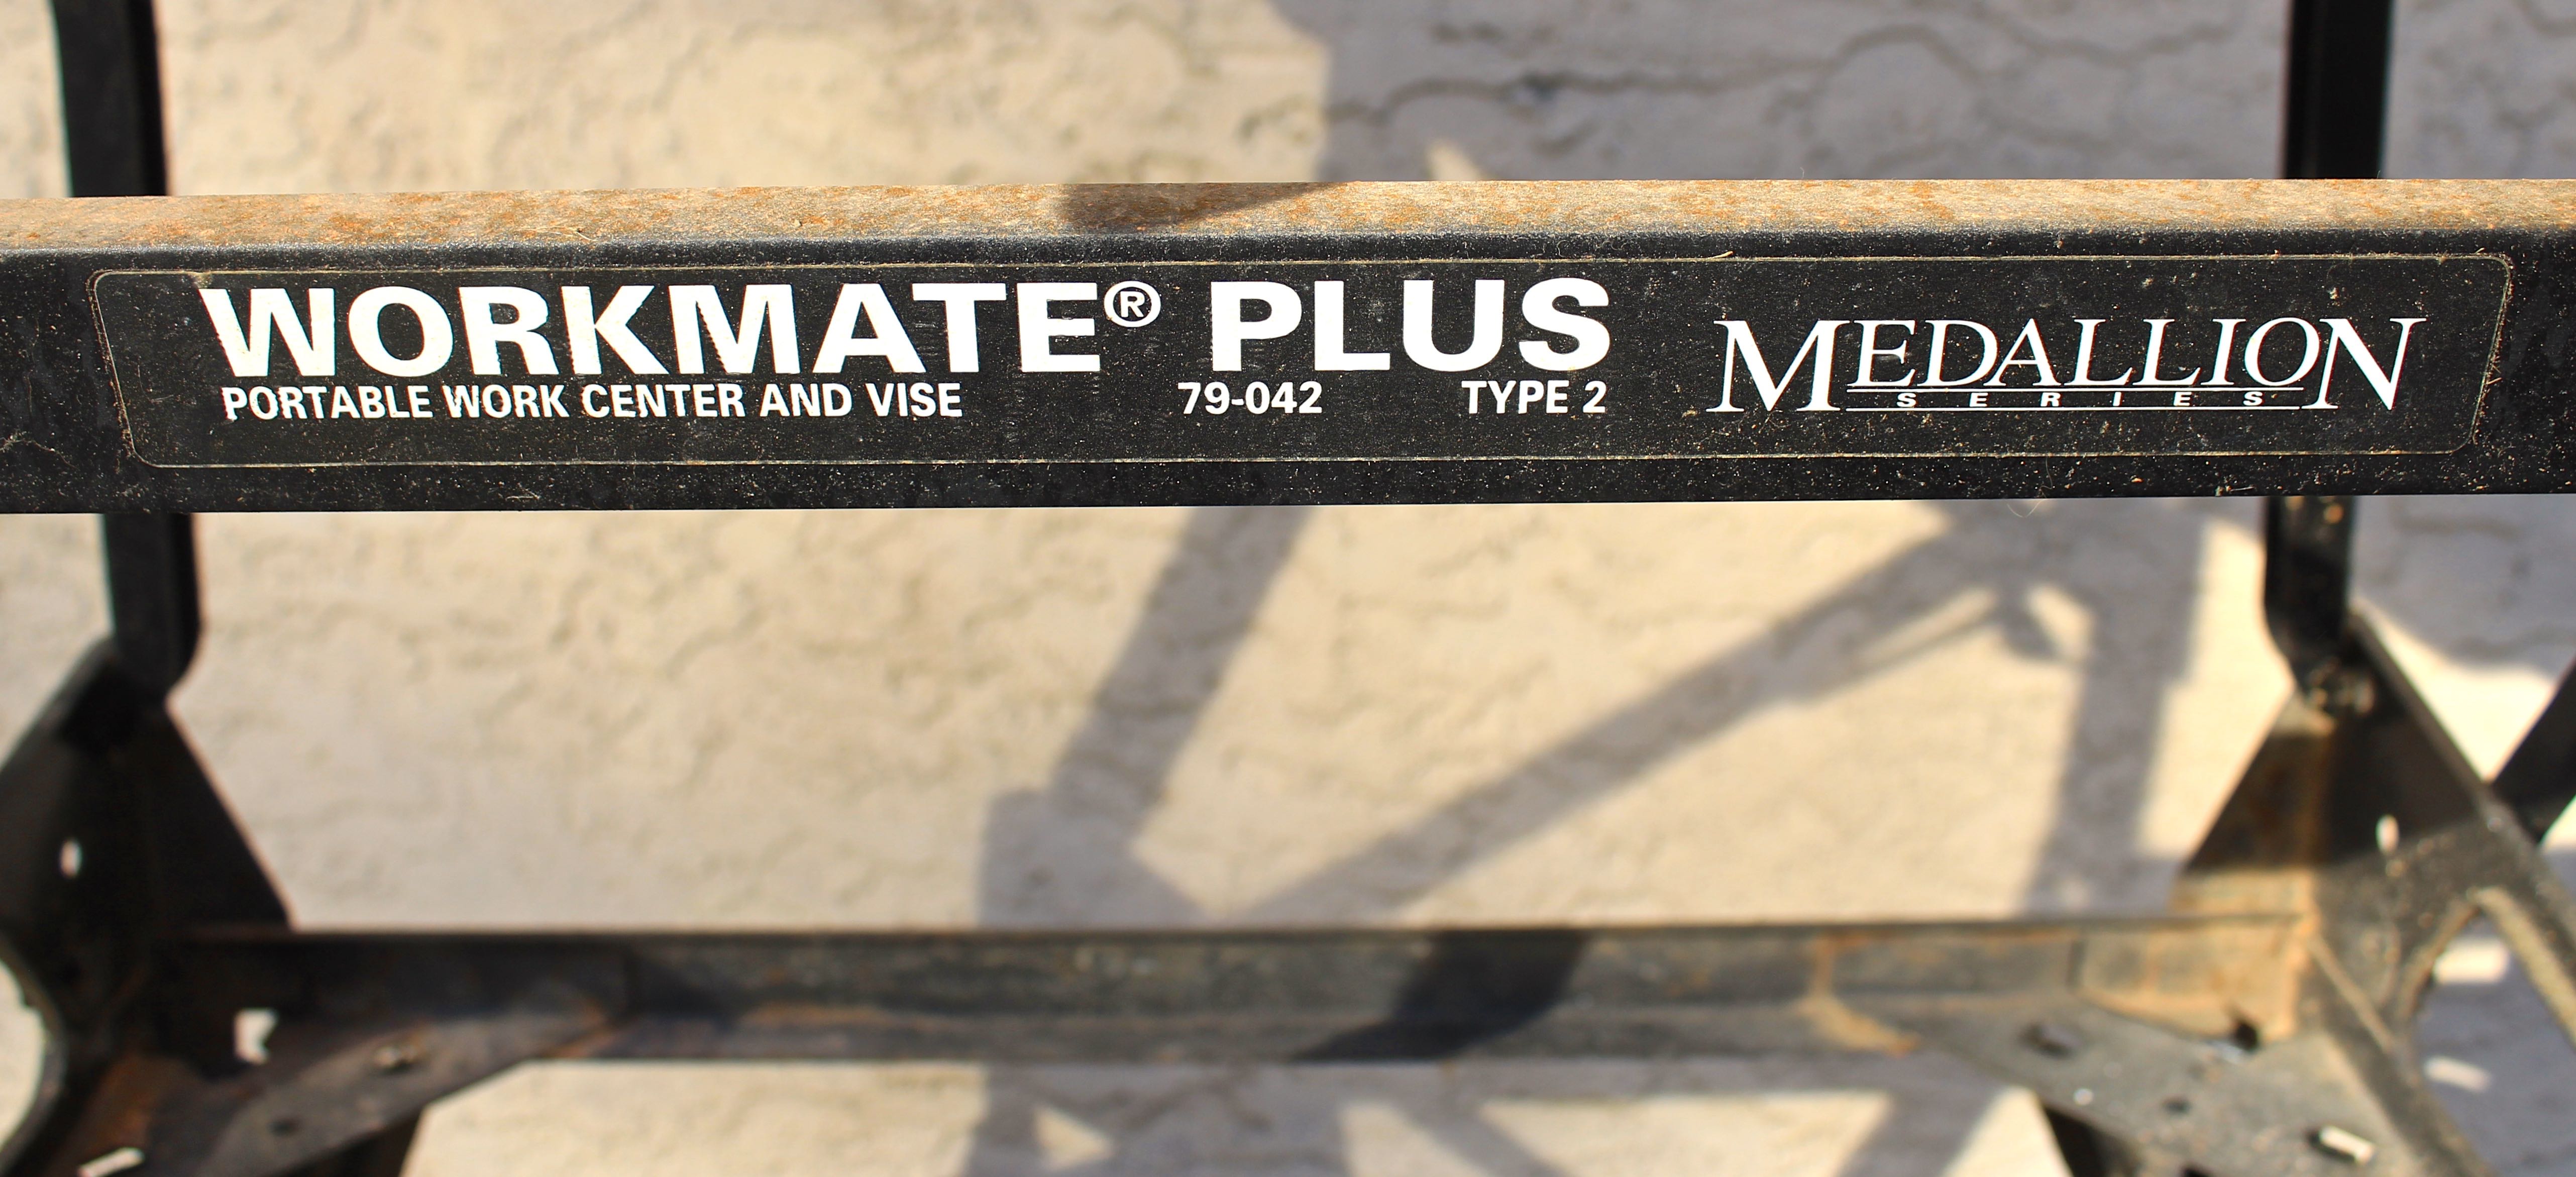 WORKMATE® PLUS
PORTABLE WORK CENTER AND VISE 79-042 TYPE 2
MEDALLION
SERIES